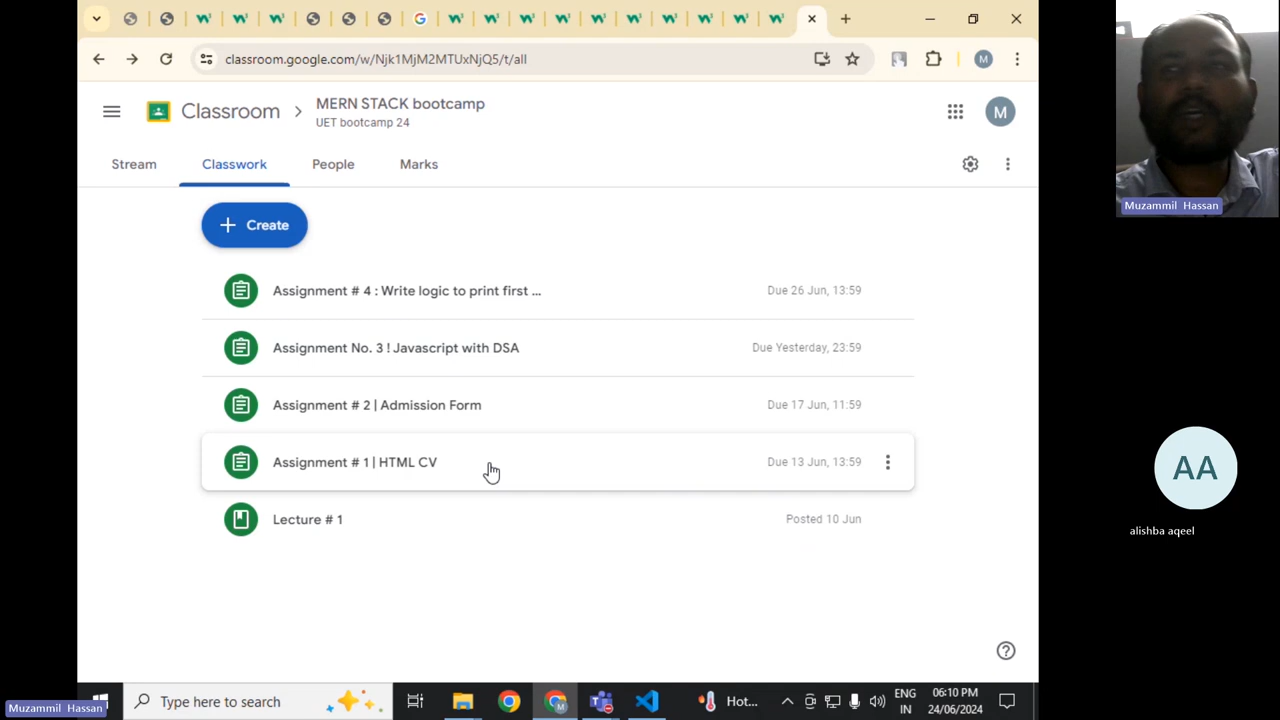 classroom.google.com/w/Njk1MjM2MTUxNjQ5/t/all
M
Classroom
MERN STACK bootcamp
UET bootcamp 24
M
Stream
Classwork
People
Marks
Create
Assignment # 4 : Write logic to print first ...
Due 26 Jun, 13:59
Assignment No. 3 ! Javascript with DSA
Due Yesterday, 23:59
Assignment # 2 | Admission Form
Due 17 Jun, 11:59
Assignment # 1 | HTML CV
Due 13 Jun, 13:59
Lecture # 1
Posted 10 Jun
Muzammil Hassan
AA
alishba aqeel
Muzammil Hassan
Type here to search
Hot...
ENG
IN
06:10 PM
24/06/2024